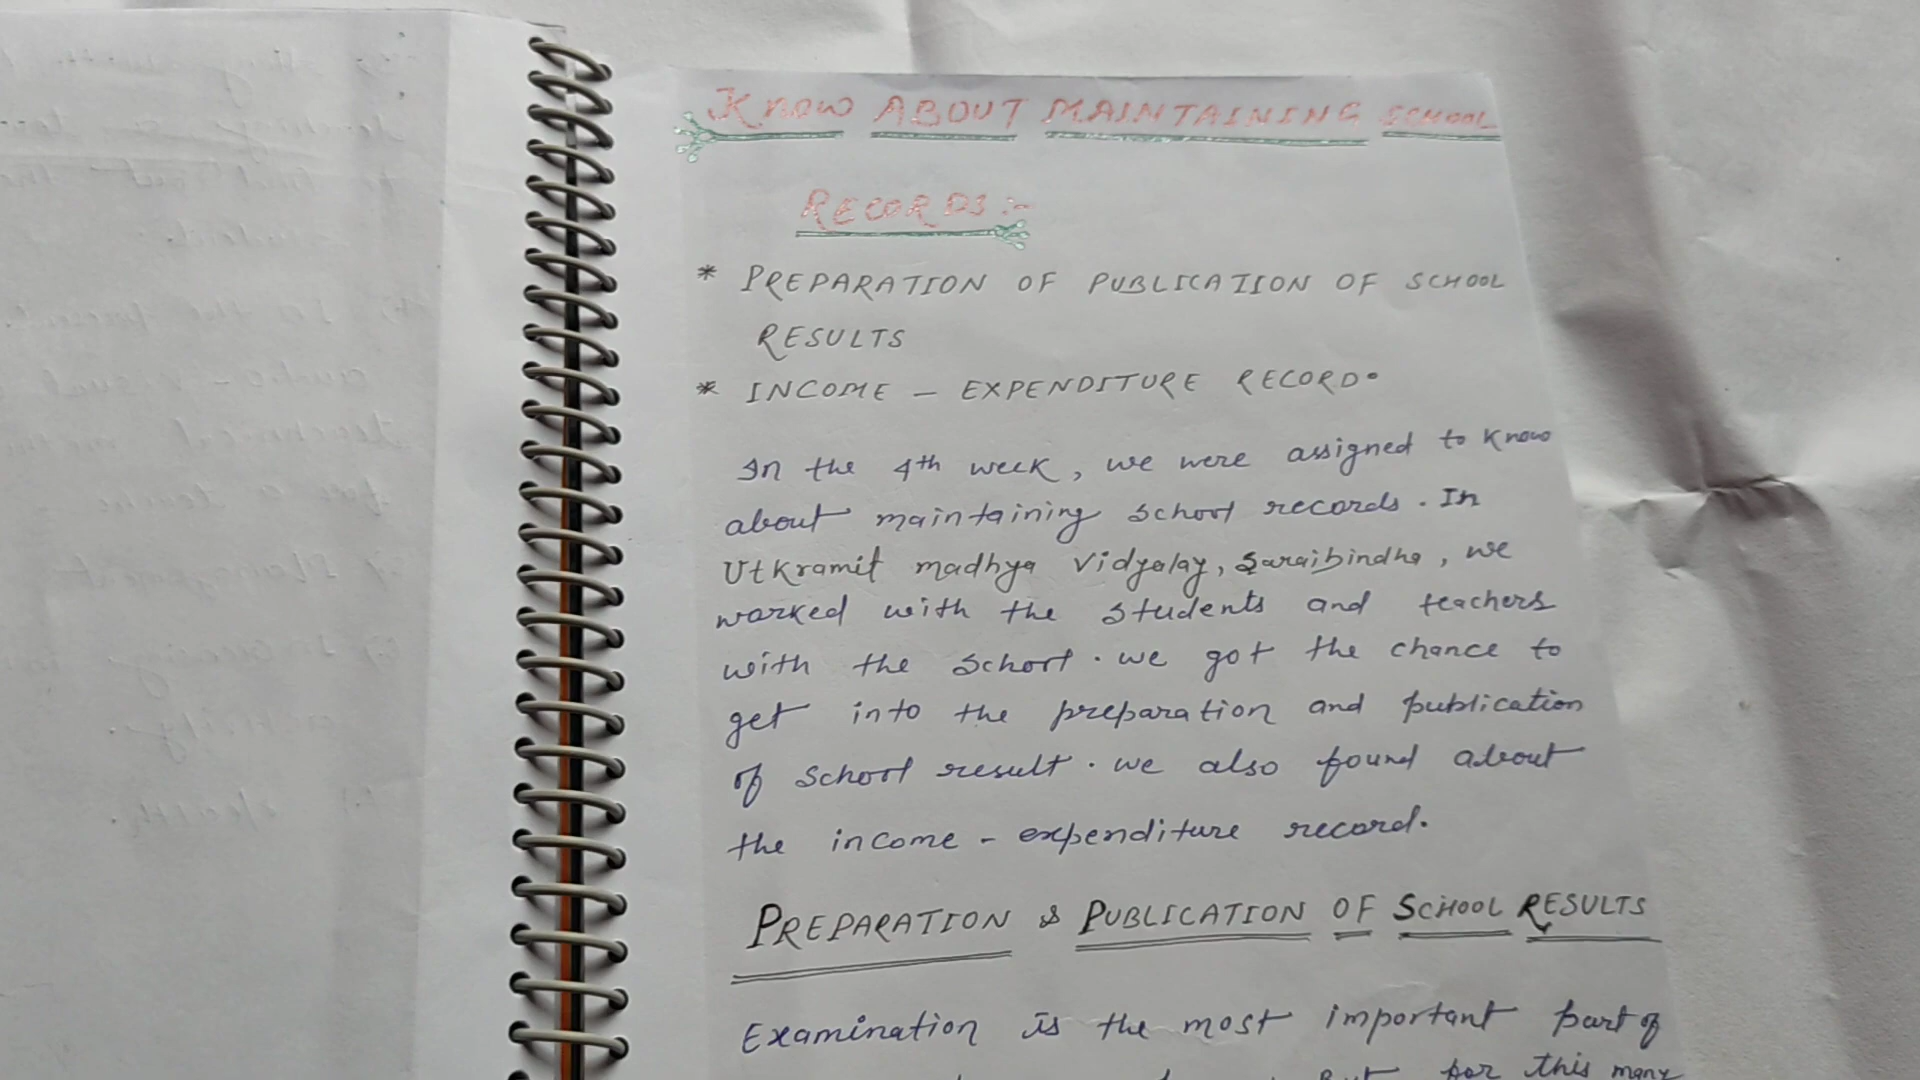 KNOW ABOUT MAINTAINING SCHOOL
RECORDS :-
* PREPARATION OF PUBLICATION OF SCHOOL
RESULTS
* INCOME - EXPENDITURE RECORD.
In the 4th week, we were assigned to know
about maintaining school records. In
Utkramit madhya Vidyalay, Saraibindha, we
worked with the students and teachers
with the school. we got the chance to
get into the preparation and publication
of school result. we also found about
the income - expenditure record.
PREPARATION & PUBLICATION OF SCHOOL RESULTS
Examination is the most important part of
But for this many